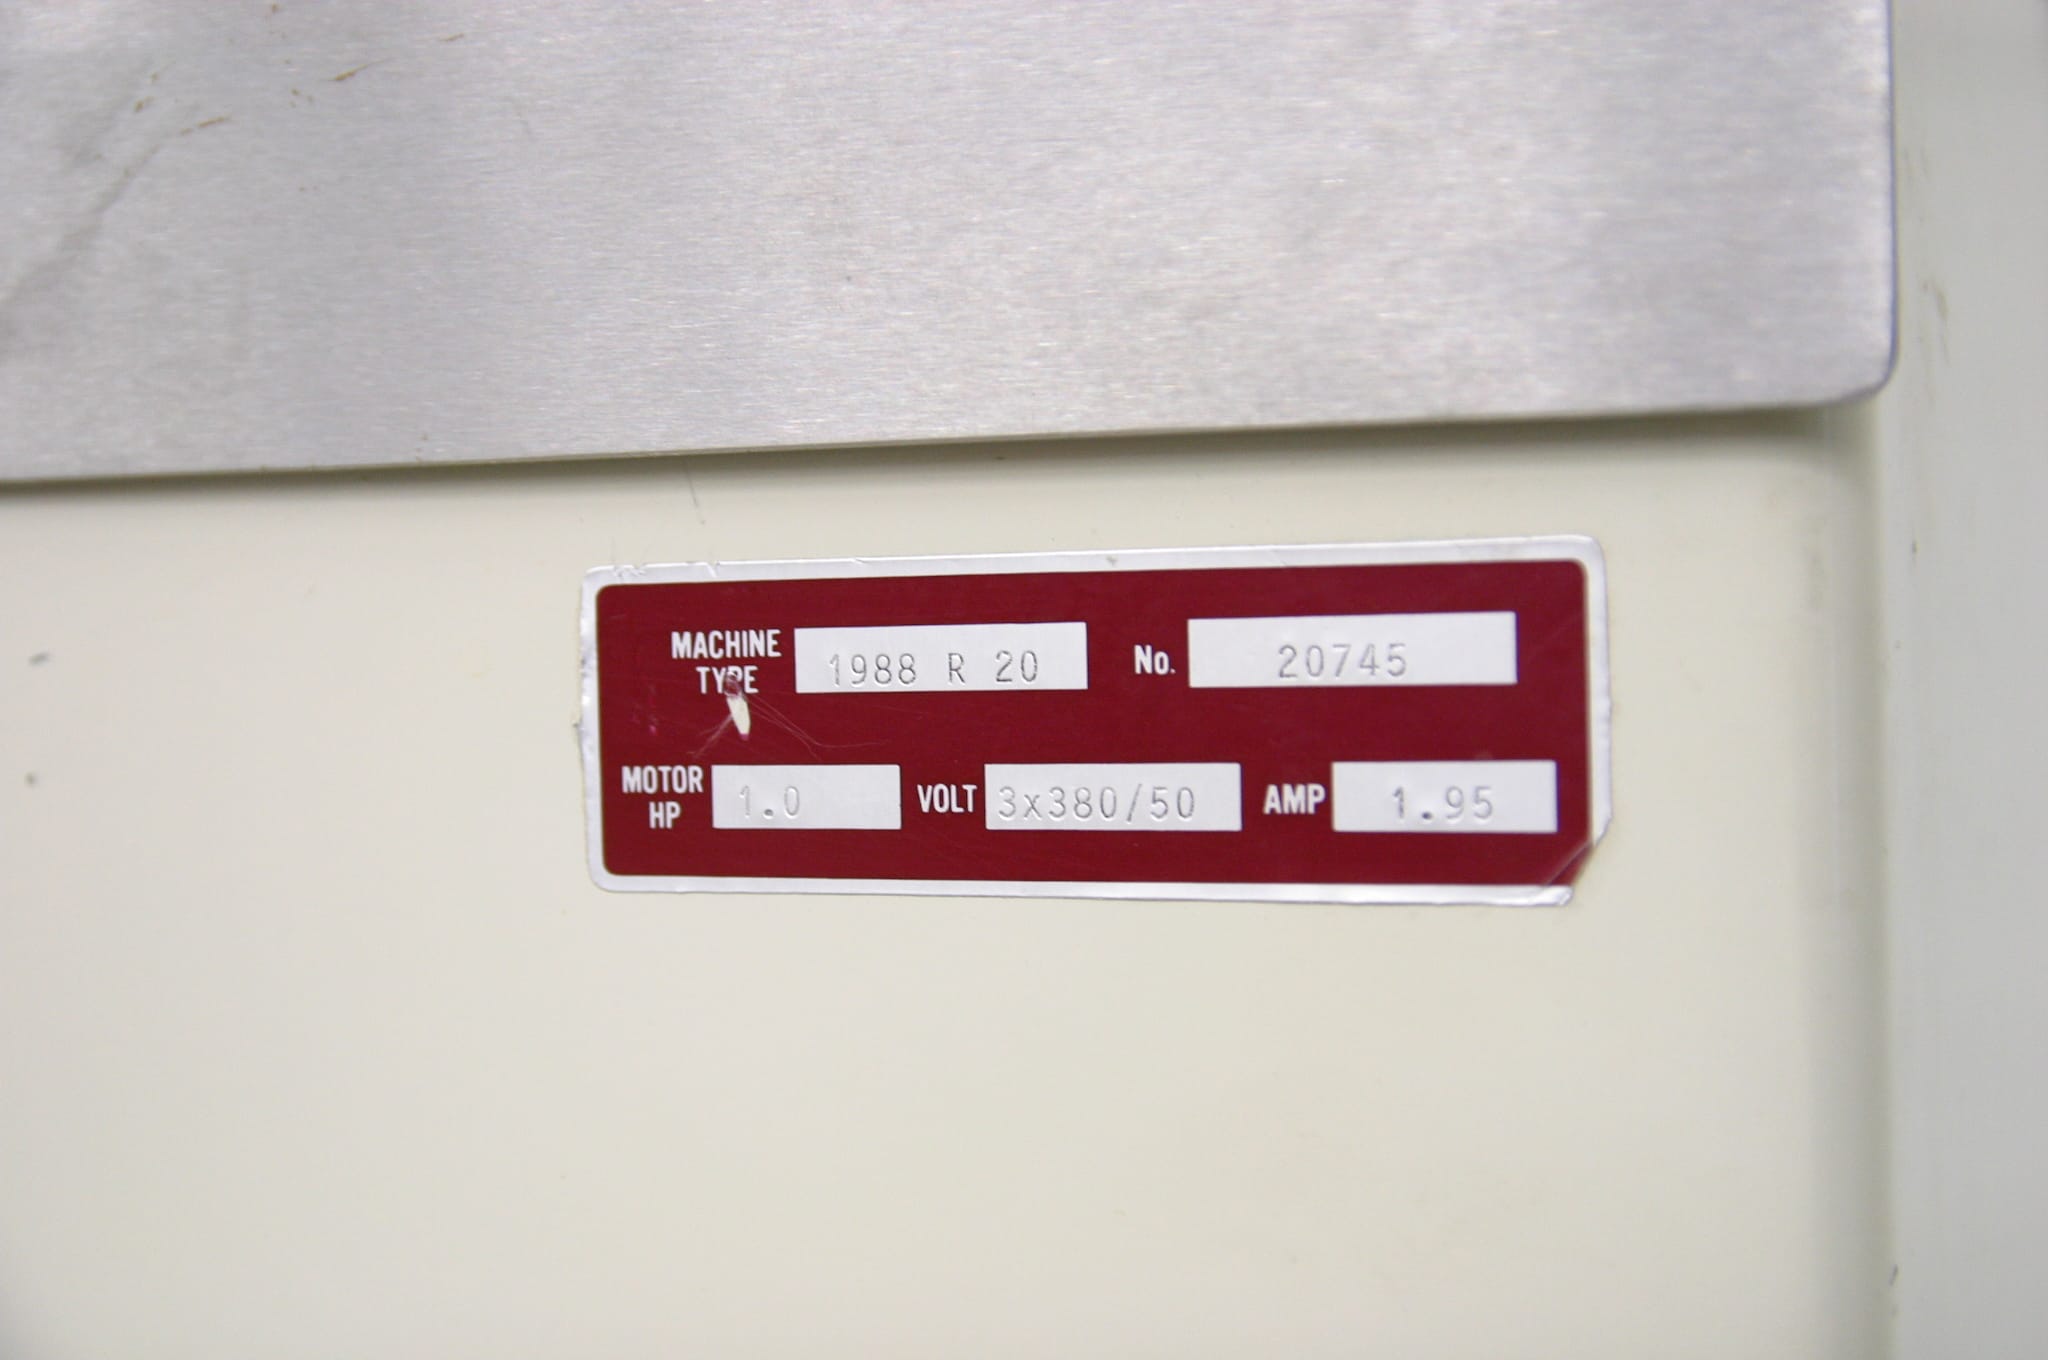 MACHINE TYPE 1988 R 20 No. 20745
MOTOR HP 1.0 VOLT 3x380/50 AMP 1.95